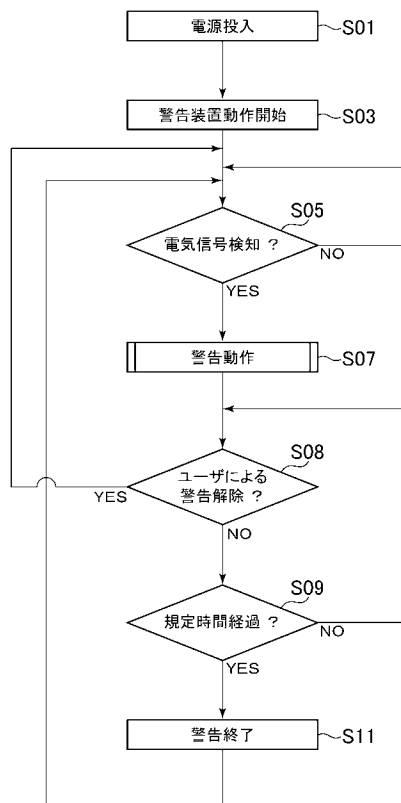 電源投入
S01
警告装置動作開始
S03
S05
電気信号検知 ?
NO
YES
警告動作
S07
S08
ユーザによる
警告解除 ?
YES
NO
S09
規定時間経過 ?
NO
YES
警告終了
S11